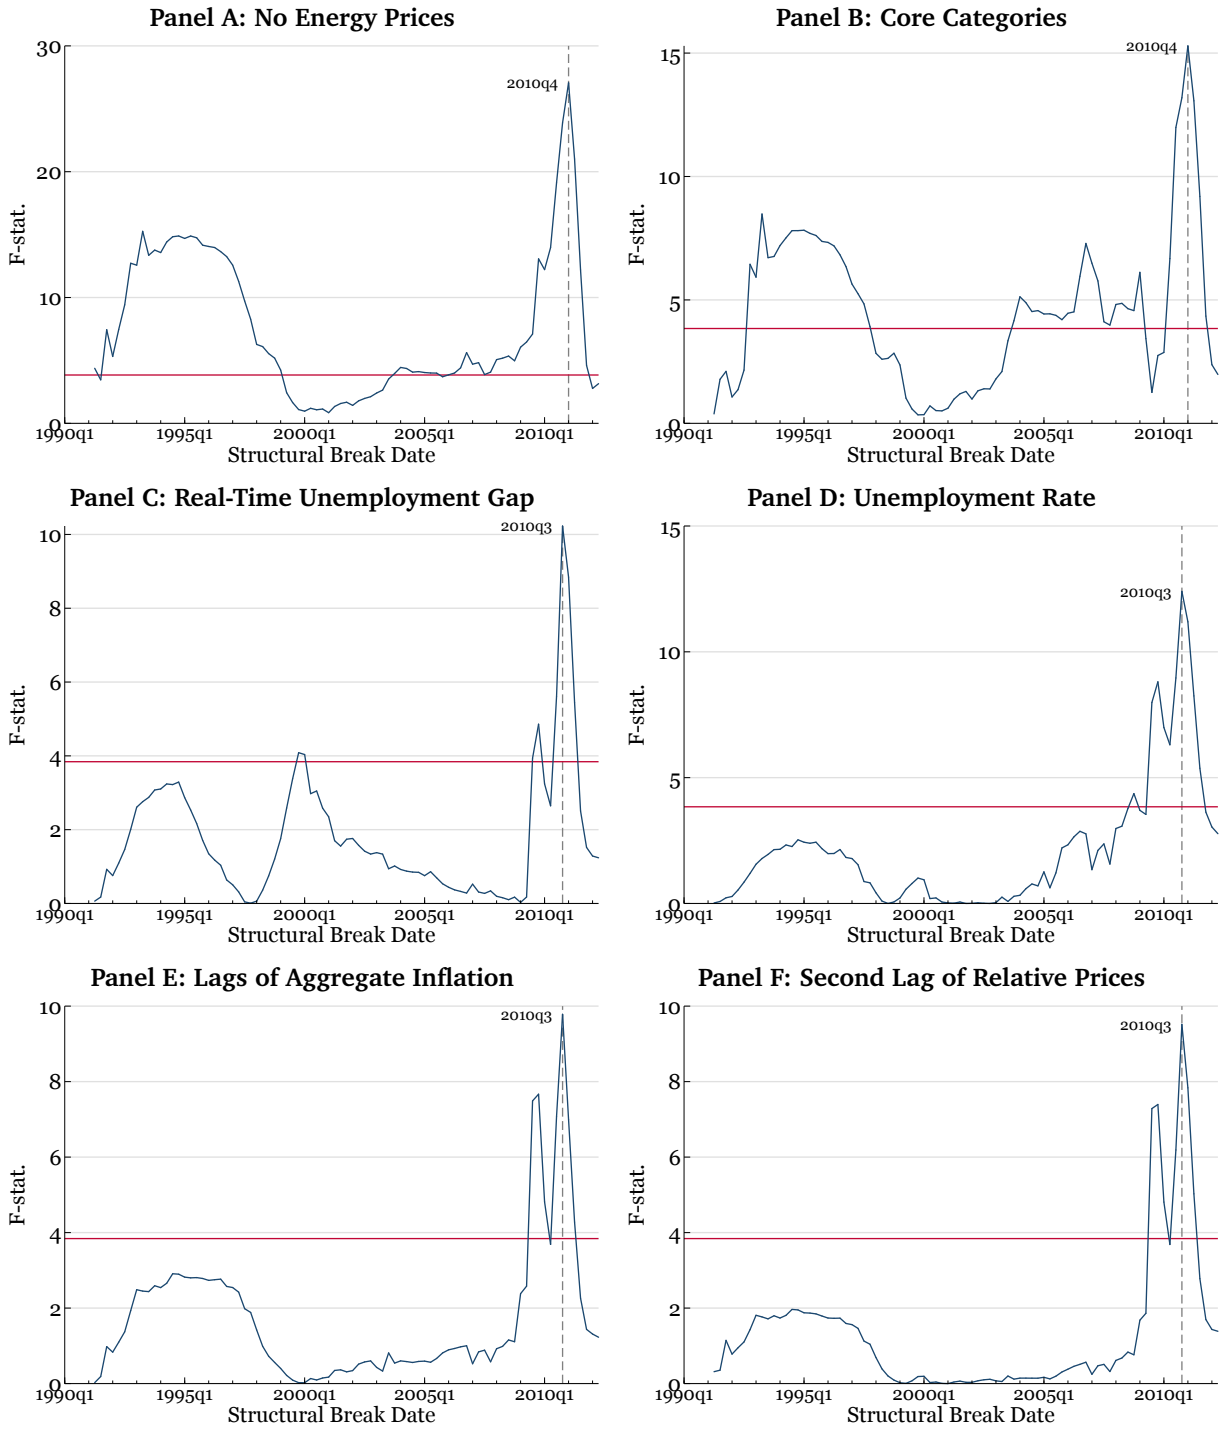 Panel A: No Energy Prices
30
20
10
0
F-stat.
2010q4
1990q1 1995q1 2000q1 2005q1 2010q1
Structural Break Date
Panel B: Core Categories
15
10
5
0
F-stat.
2010q4
1990q1 1995q1 2000q1 2005q1 2010q1
Structural Break Date
Panel C: Real-Time Unemployment Gap
10
8
6
4
2
0
F-stat.
2010q3
1990q1 1995q1 2000q1 2005q1 2010q1
Structural Break Date
Panel D: Unemployment Rate
15
10
5
0
F-stat.
2010q3
1990q1 1995q1 2000q1 2005q1 2010q1
Structural Break Date
Panel E: Lags of Aggregate Inflation
10
8
6
4
2
0
F-stat.
2010q3
1990q1 1995q1 2000q1 2005q1 2010q1
Structural Break Date
Panel F: Second Lag of Relative Prices
10
8
6
4
2
0
F-stat.
2010q3
1990q1 1995q1 2000q1 2005q1 2010q1
Structural Break Date